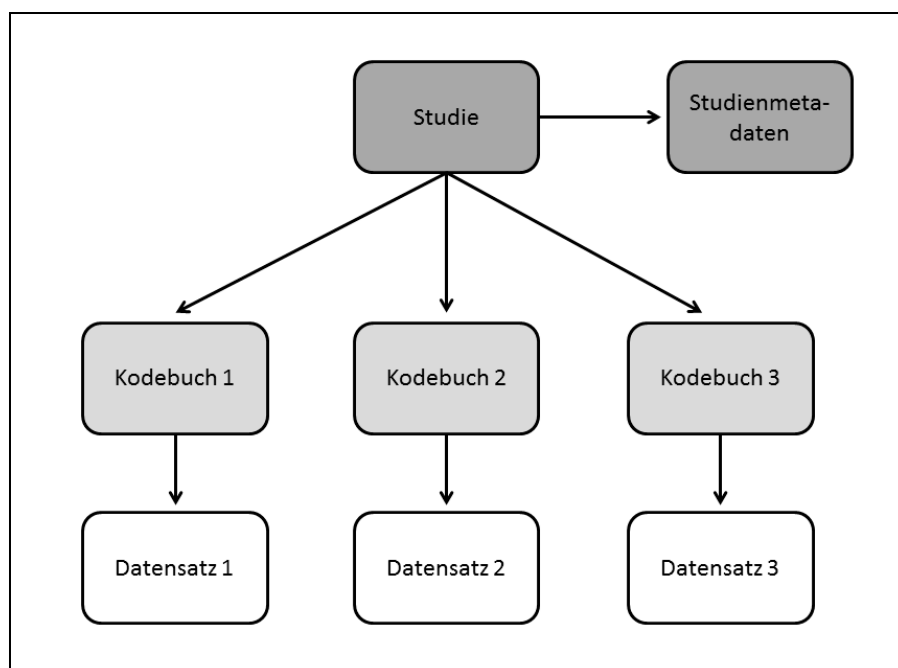 Studie
Studienmeta-
daten
Kodebuch 1
Kodebuch 2
Kodebuch 3
Datensatz 1
Datensatz 2
Datensatz 3